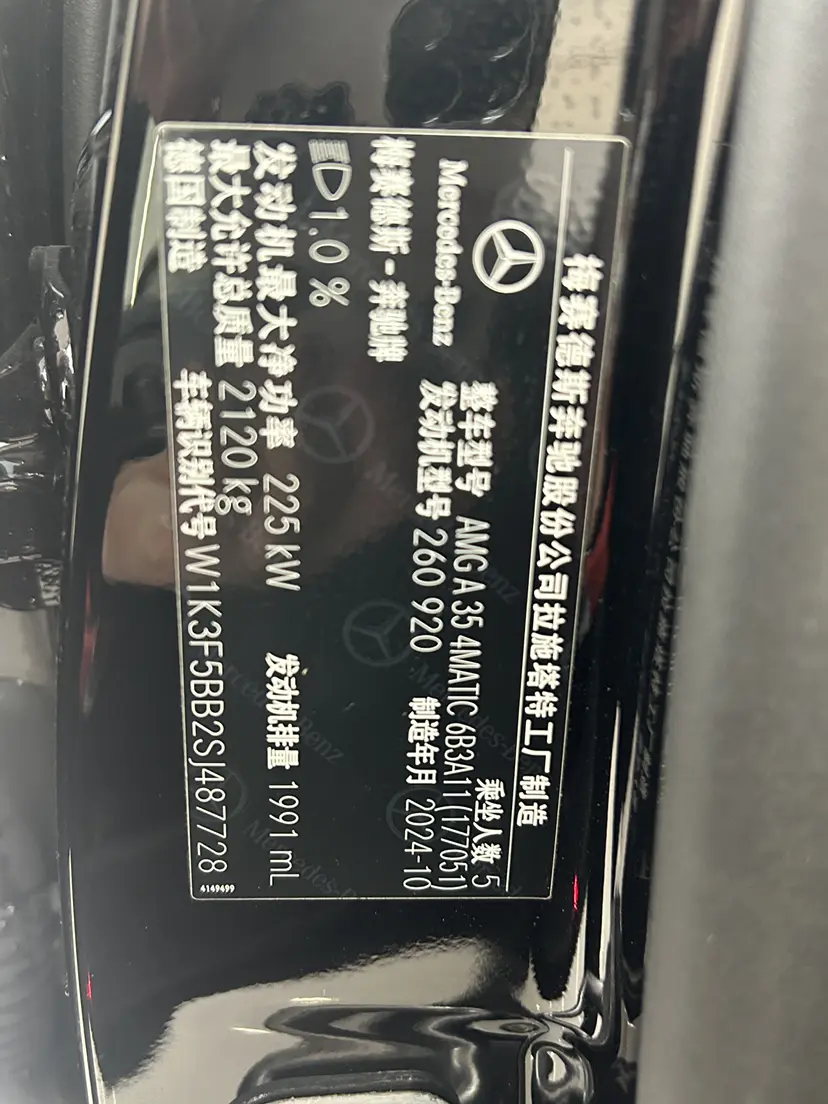 梅赛德斯奔驰股份公司拉施塔特工厂制造
乘坐人数 5
整车型号 AMG A 35 4MATIC 6B3A11(177051)
Mercedes-Benz
发动机型号 260 920 制造年月 2024-10
梅赛德斯-奔驰牌
1.0 %
发动机最大净功率 225 kW 发动机排量 1991 mL
最大允许总质量 2120 kg
德国制造 车辆识别代号 W1K3F5BB2SJ487728
4149499